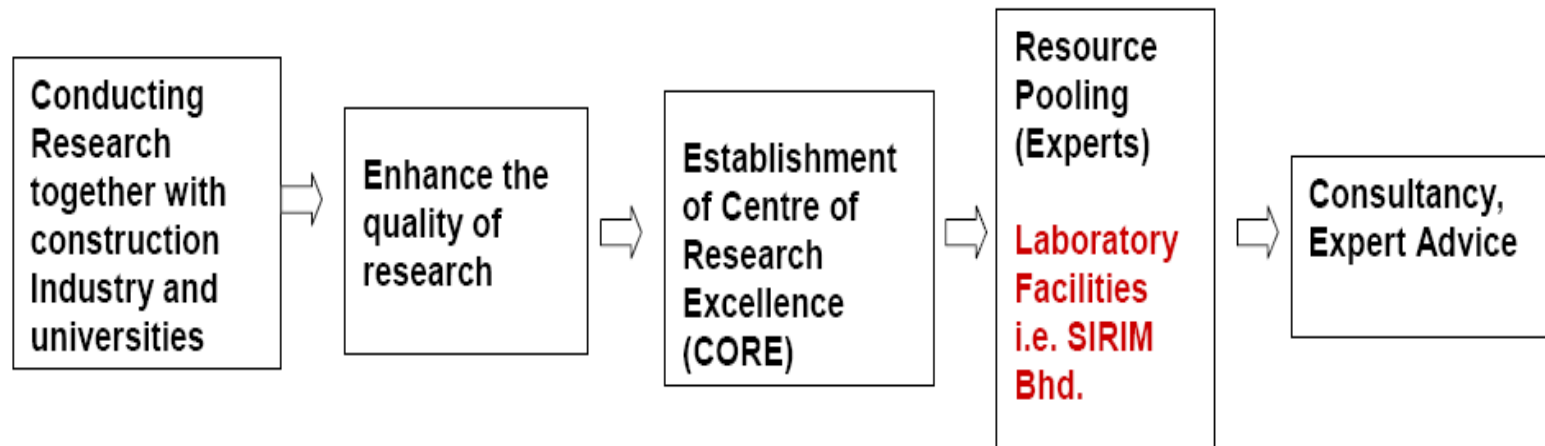 Conducting
Research
together with
construction
Industry and
universities
Enhance the
quality of
research
Establishment
of Centre of
Research
Excellence
(CORE)
Resource
Pooling
(Experts)
Laboratory
Facilities
i.e. SIRIM
Bhd.
Consultancy,
Expert Advice